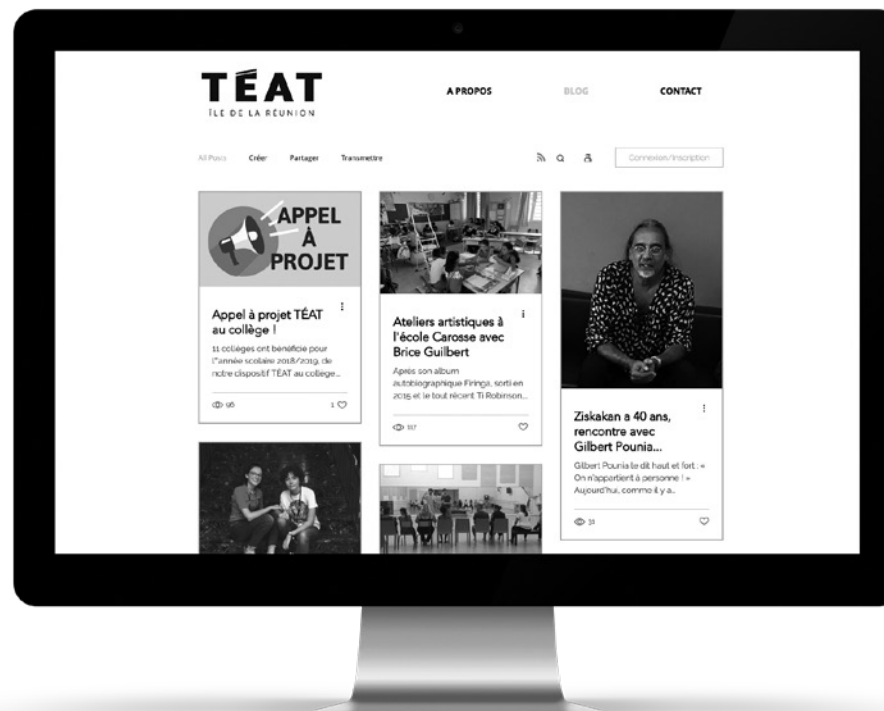 TÉAT
ÎLE DE LA RÉUNION
A PROPOS
BLOG
CONTACT
All Posts
Créer
Partager
Transmettre
Connexion/Inscription
APPEL
À
PROJET
Appel à projet TÉAT
au collège !
11 collèges ont bénéficié pour
l'année scolaire 2018/2019, de
notre dispositif TÉAT au collège...
96
1
Ateliers artistiques à
l'école Carosse avec
Brice Guilbert
Après son album
autobiographique Firinga, sorti en
2015 et le tout récent Ti Robinson...
117
Ziskakan a 40 ans,
rencontre avec
Gilbert Pounia...
Gilbert Pounia le dit haut et fort : «
On n'appartient à personne ! »
Aujourd'hui, comme il y a...
31